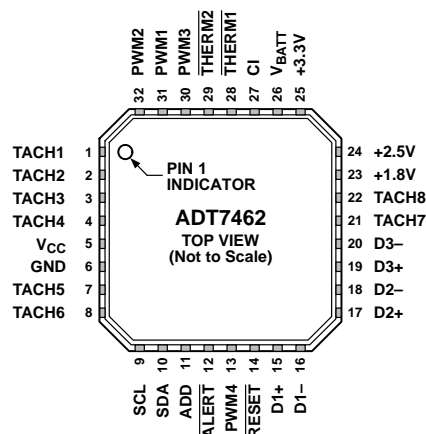 PWM2
PWM1
PWM3
THERM2
THERM1
CI
VBATT
+3.3V
32 31 30 29 28 27 26 25
TACH1 1
TACH2 2
TACH3 3
TACH4 4
VCC 5
GND 6
TACH5 7
TACH6 8
PIN 1
INDICATOR
ADT7462
TOP VIEW
(Not to Scale)
24 +2.5V
23 +1.8V
22 TACH8
21 TACH7
20 D3–
19 D3+
18 D2–
17 D2+
9 10 11 12 13 14 15 16
SCL
SDA
ADD
ALERT
PWM4
RESET
D1+
D1–